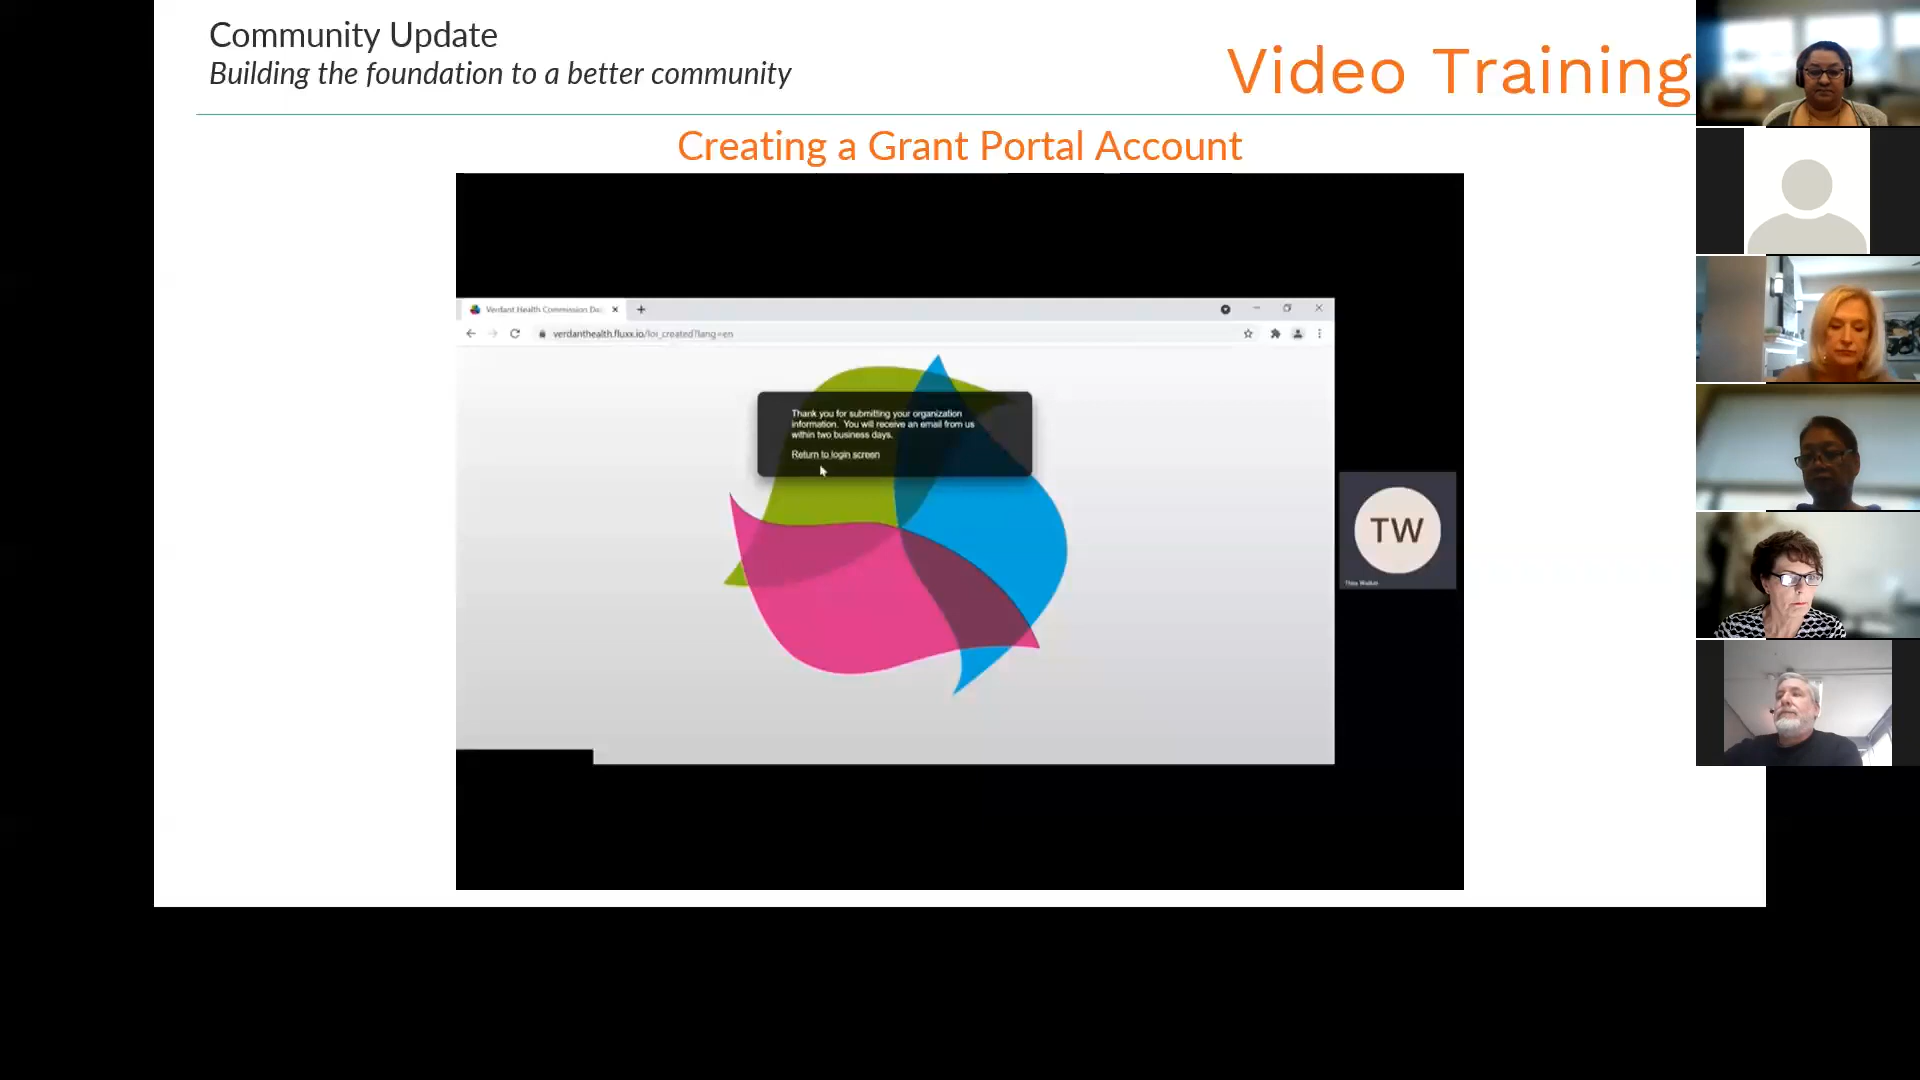 Community Update
Building the foundation to a better community
Video Training
Creating a Grant Portal Account
Verdant Health Commission Da
verdanthealth.fluxx.io/loi_created?lang=en
Thank you for submitting your organization
information. You will receive an email from us
within two business days.
Return to login screen
TW